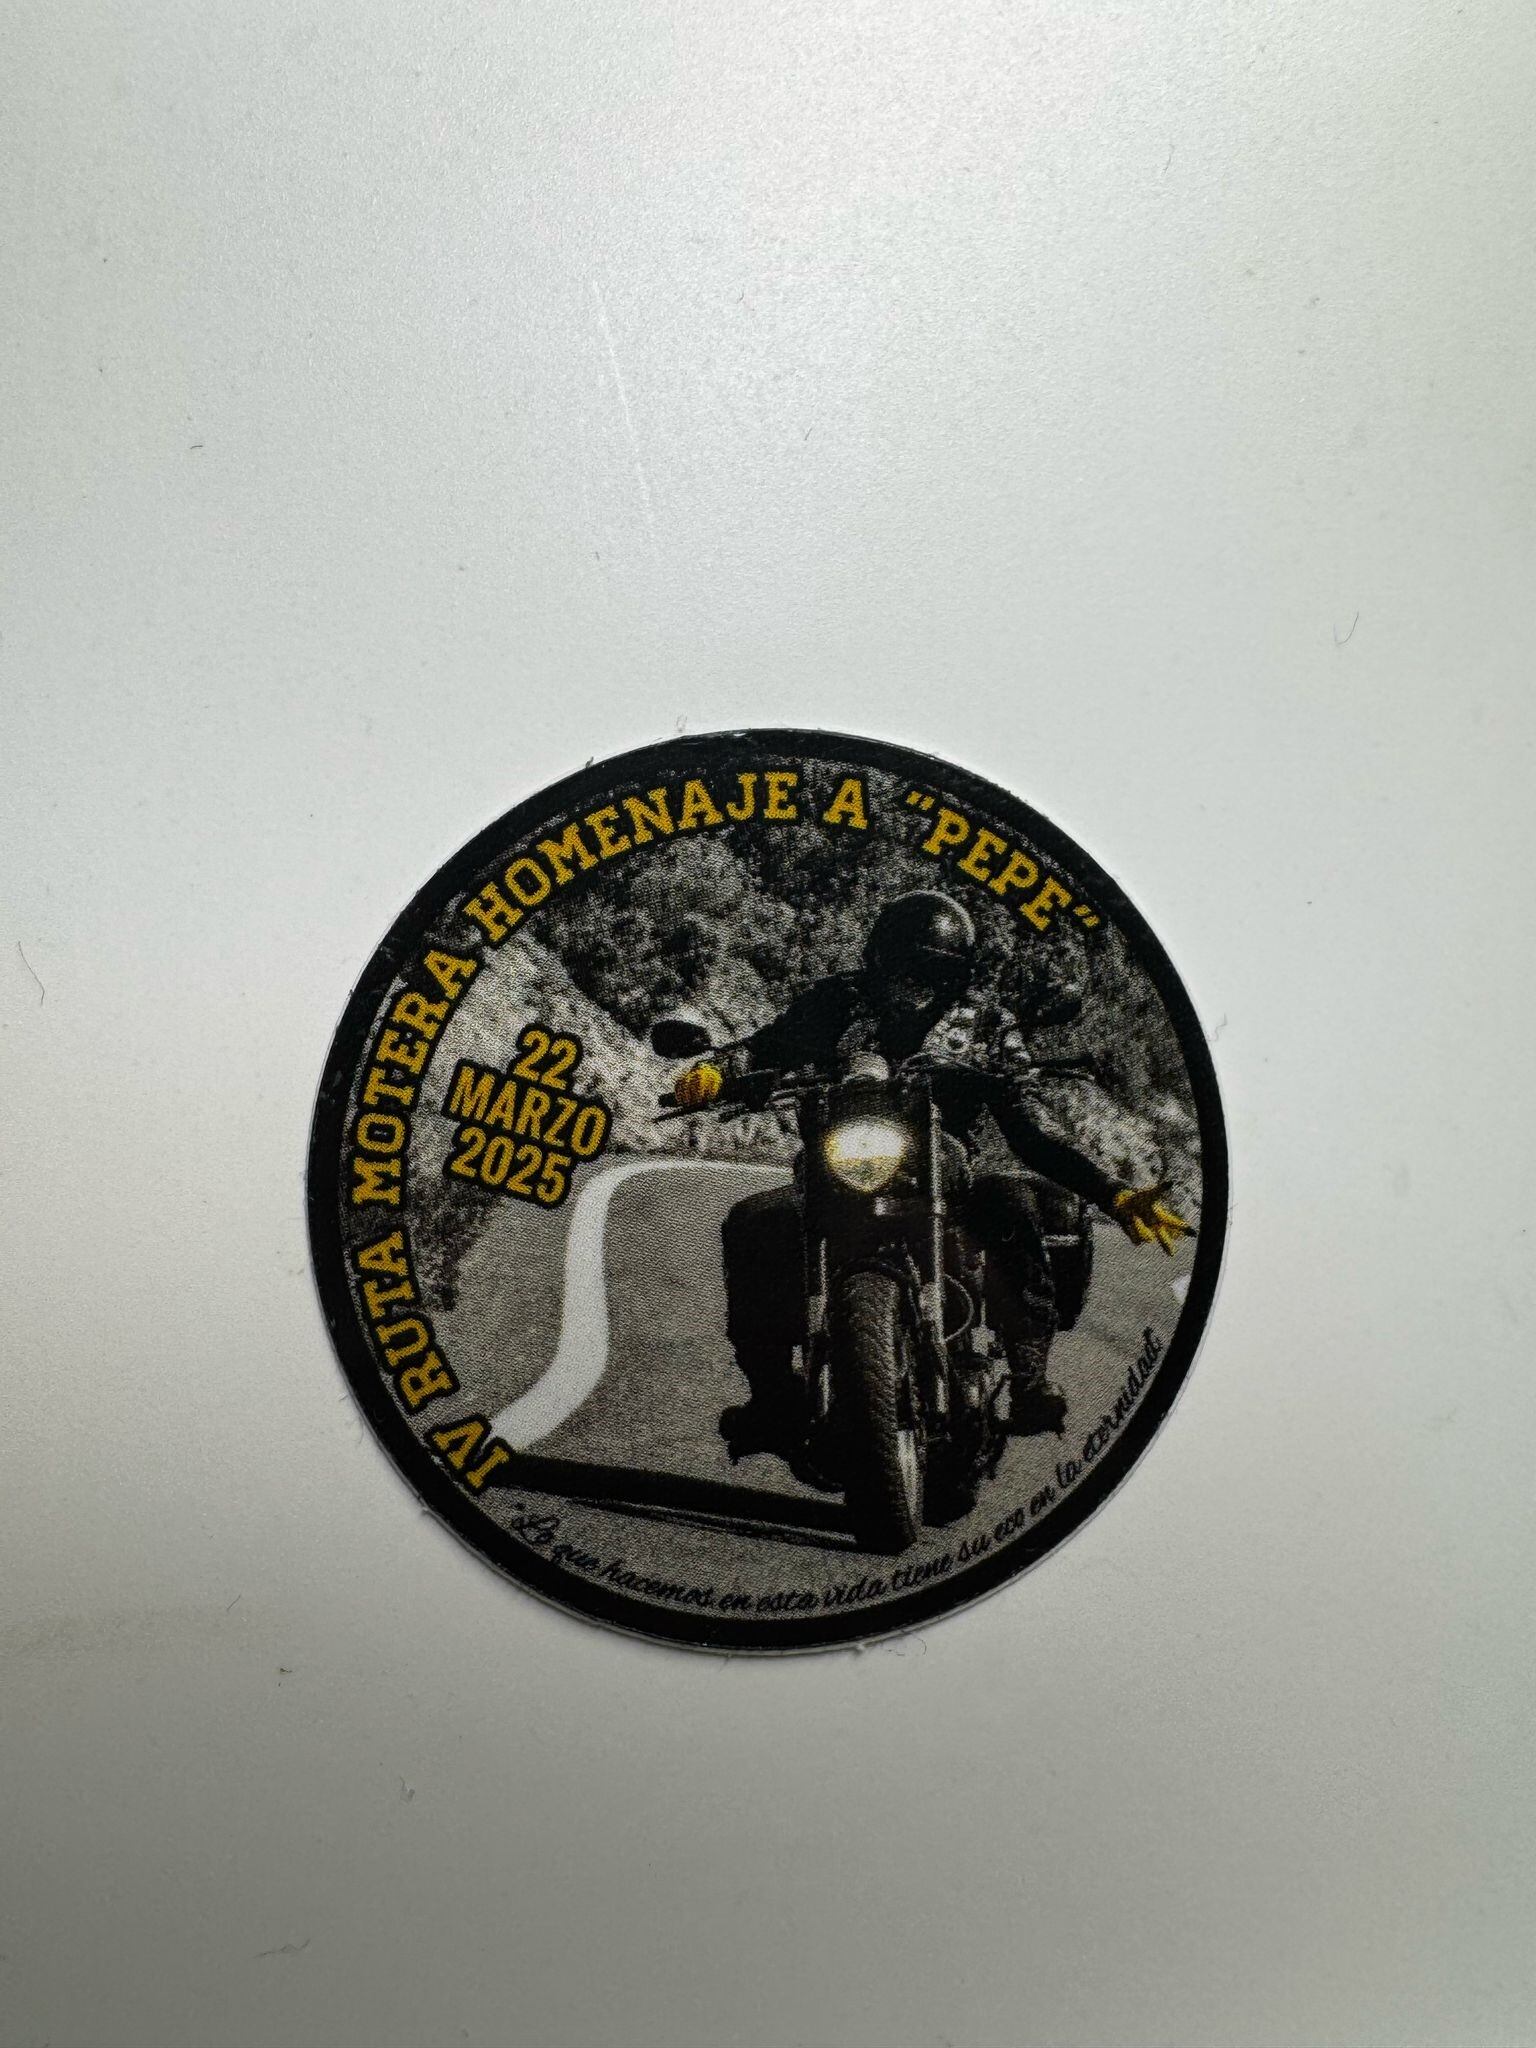 IV RUTA MOTERA HOMENAJE A "PEPE"
22
MARZO
2025
"Lo que hacemos en esta vida tiene su eco en la eternidad"